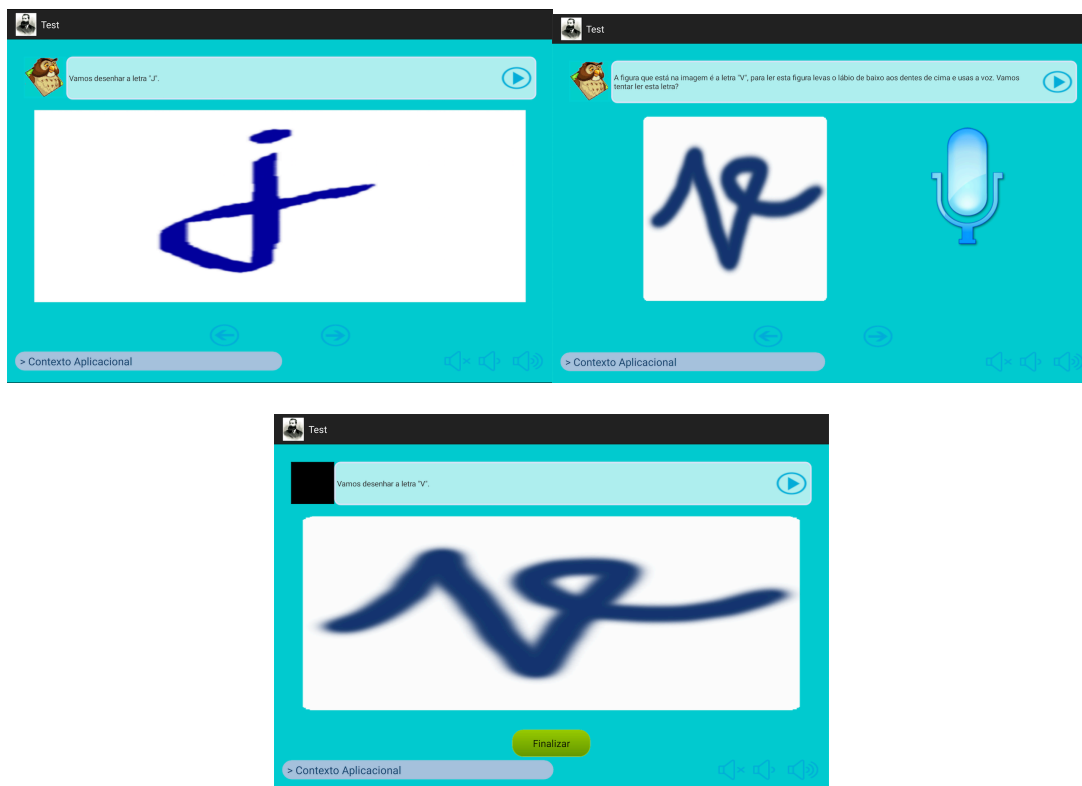 Test
Vamos desenhar a letra "J".
j
> Contexto Aplicacional
Test
A figura que está na imagem é a letra "V", para ler esta figura levas o lábio de baixo aos dentes de cima e usas a voz. Vamos
tentar ler esta letra?
v
> Contexto Aplicacional
Test
Vamos desenhar a letra "V".
v
Finalizar
> Contexto Aplicacional